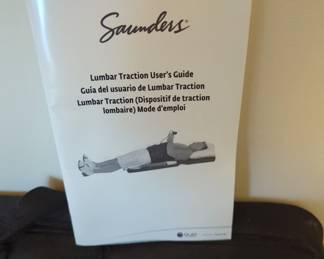 Saunders®
Lumbar Traction User's Guide
Guía del usuario de Lumbar Traction
Lumbar Traction (Dispositif de traction
lombaire) Mode d'emploi